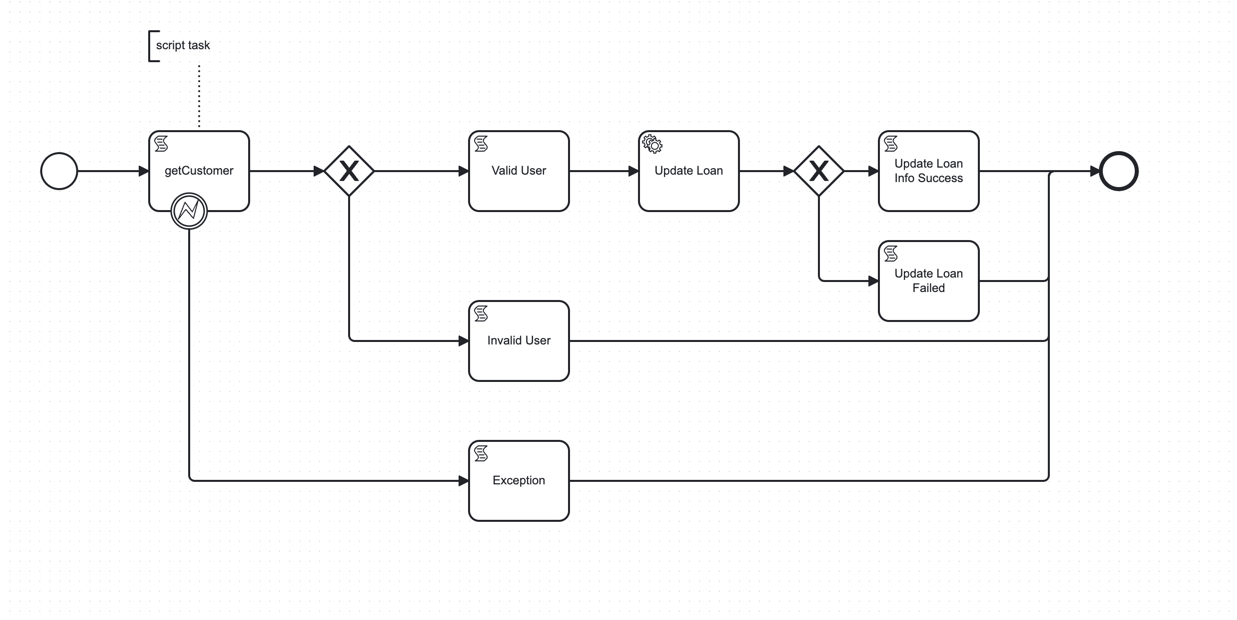 script task
getCustomer
Valid User
Update Loan
Update Loan
Info Success
Update Loan
Failed
Invalid User
Exception